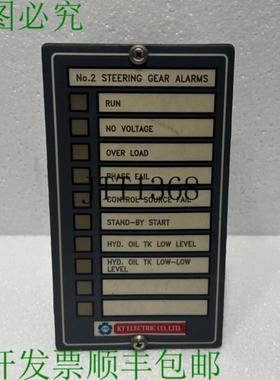 图必究
No.2 STEERING GEAR ALARMS
RUN
NO VOLTAGE
OVER LOAD
PHASE FAIL
JTT1368
CONTROL SOURCE FAIL
STAND-BY START
HYD. OIL TK LOW LEVEL
HYD. OIL TK LOW-LOW
LEVEL
KT ELECTRIC CO., LTD.
开发票顺丰包邮